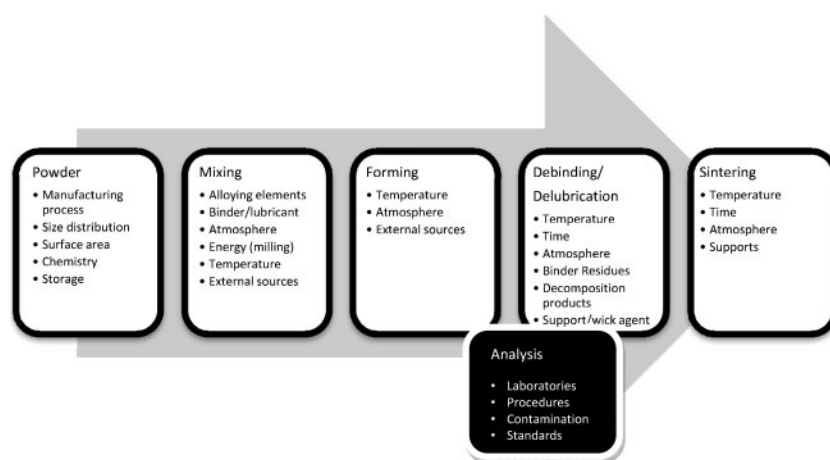 Powder
• Manufacturing
process
• Size distribution
• Surface area
• Chemistry
• Storage
Mixing
• Alloying elements
• Binder/lubricant
• Atmosphere
• Energy (milling)
• Temperature
• External sources
Forming
• Temperature
• Atmosphere
• External sources
Debinding/
Delubrication
• Temperature
• Time
• Atmosphere
• Binder Residues
• Decomposition
products
• Support/wick agent
Sintering
• Temperature
• Time
• Atmosphere
• Supports
Analysis
• Laboratories
• Procedures
• Contamination
• Standards